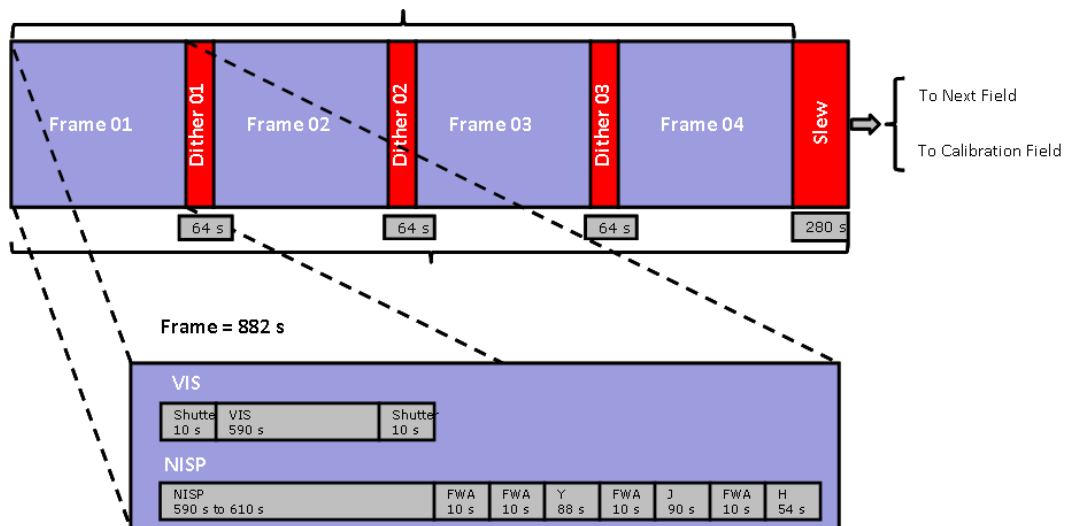 Frame 01
Dither 01
Frame 02
Dither 02
Frame 03
Dither 03
Frame 04
Slew
To Next Field
To Calibration Field
64 s
64 s
64 s
280 s
Frame = 882 s
VIS
Shutte
10 s
VIS
590 s
Shutter
10 s
NISP
NISP
590 s to 610 s
FWA
10 s
FWA
10 s
Y
88 s
FWA
10 s
J
90 s
FWA
10 s
H
54 s